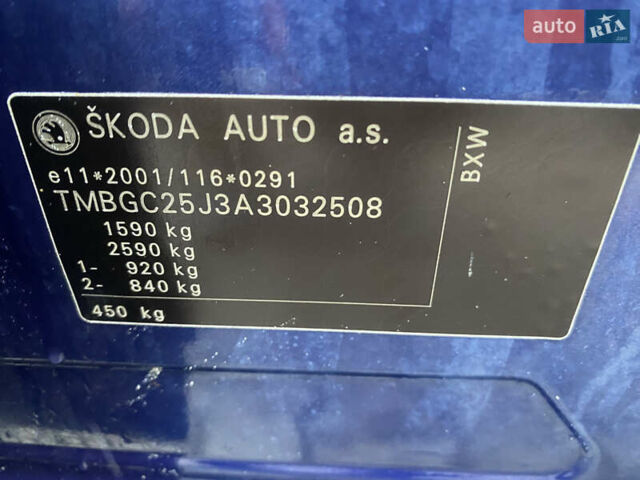 auto RIA.com
ŠKODA AUTO a.s.
e11*2001/116*0291
TMBGC25J3A3032508
1590 kg
2590 kg
1- 920 kg
2- 840 kg
450 kg
BXW